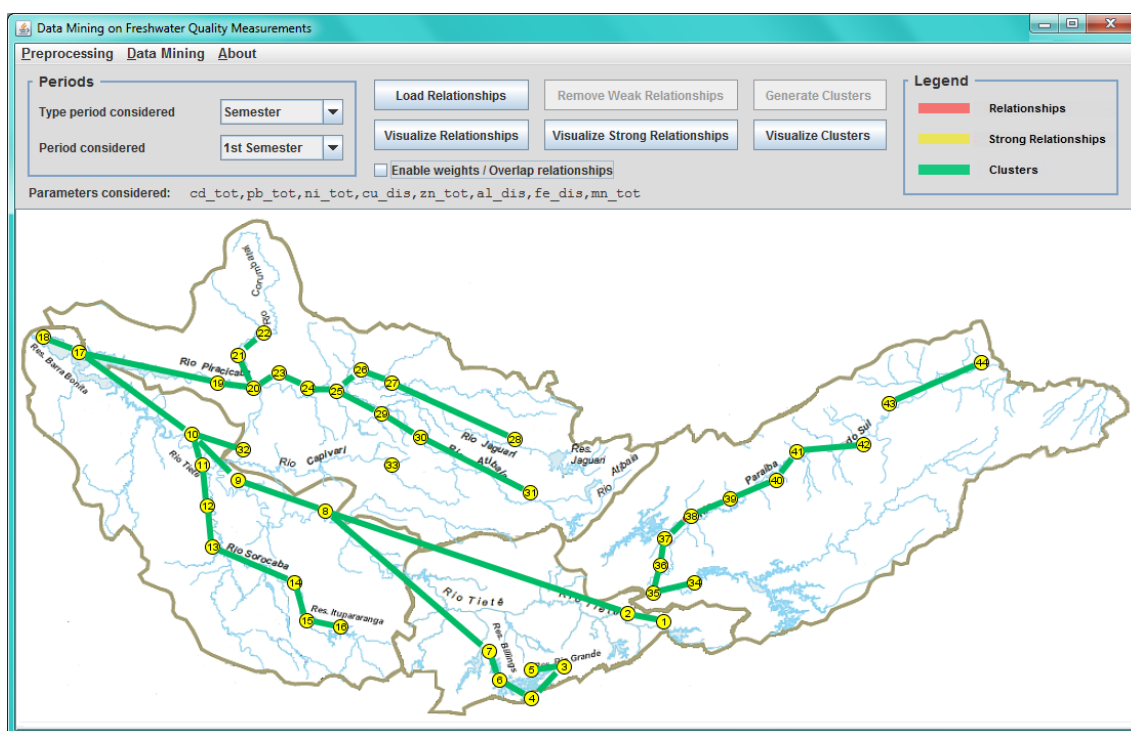 Data Mining on Freshwater Quality Measurements
Preprocessing Data Mining About
Periods
Type period considered Semester
Period considered 1st Semester
Load Relationships Remove Weak Relationships Generate Clusters
Visualize Relationships Visualize Strong Relationships Visualize Clusters
Enable weights / Overlap relationships
Legend
Relationships
Strong Relationships
Clusters
Parameters considered: cd_tot,pb_tot,ni_tot,cu_dis,zn_tot,al_dis,fe_dis,mn_tot
Rio Corumbataí
22
18
17
21
Res. Barra Bonita
Rio Piracicaba
19
20
23
24
25
26
27
44
43
29
30
28
10
32
11
Rio Tietê
9
Rio Capivari
33
Rio Jaguari
Res.
Jaguari
Rio Atibaia
Rio Atibaia
31
do Sul
42
41
Paraíba
40
39
38
12
8
13
Rio Sorocaba
37
36
14
34
35
Rio Tietê
Rio Tietê
2
1
15
Res. Itupararanga
16
7
Res. Billings
5
3
Rio Grande
6
4